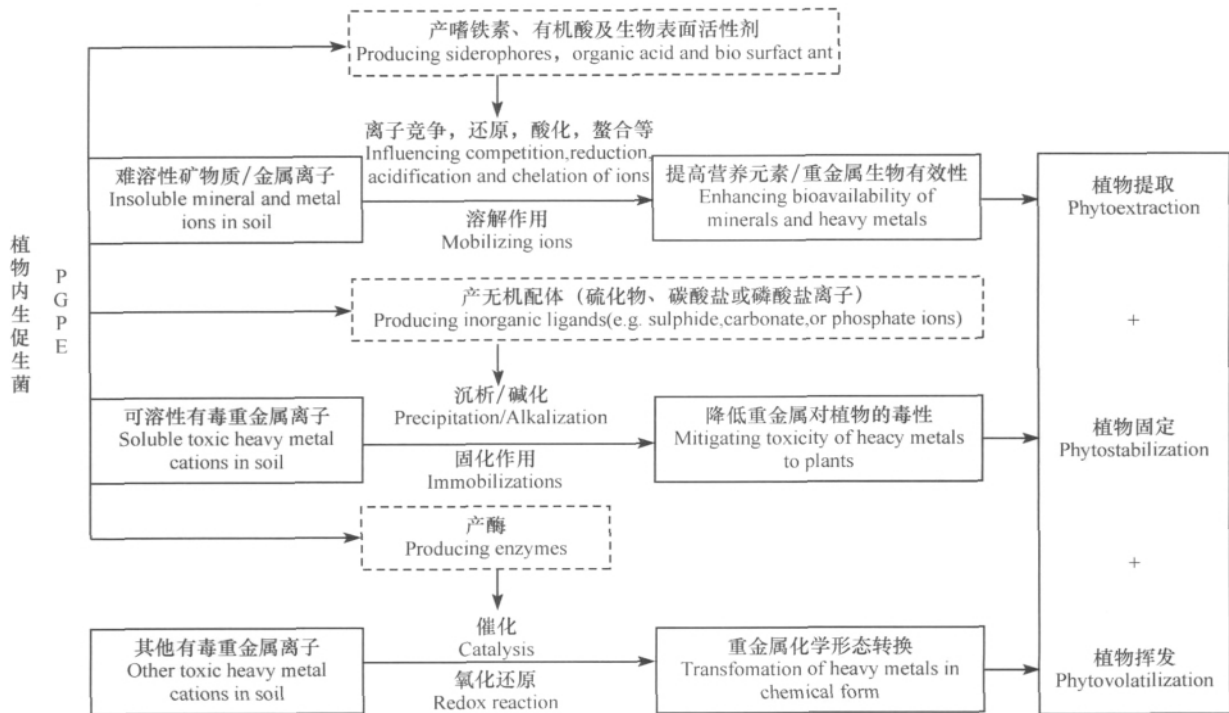 植物内生促生菌
PGPE
产嗜铁素、有机酸及生物表面活性剂
Producing siderophores, organic acid and bio surfact ant
离子竞争，还原，酸化，螯合等
Influencing competition,reduction,
acidification and chelation of ions
难溶性矿物质/金属离子
Insoluble mineral and metal
ions in soil
溶解作用
Mobilizing ions
提高营养元素/重金属生物有效性
Enhancing bioavailability of
minerals and heavy metals
植物提取
Phytoextraction
+
产无机配体（硫化物、碳酸盐或磷酸盐离子）
Producing inorganic ligands(e.g. sulphide,carbonate,or phosphate ions)
沉析/碱化
Precipitation/Alkalization
可溶性有毒重金属离子
Soluble toxic heavy metal
cations in soil
固化作用
Immobilizations
降低重金属对植物的毒性
Mitigating toxicity of heacy metals
to plants
植物固定
Phytostabilization
+
产酶
Producing enzymes
催化
Catalysis
其他有毒重金属离子
Other toxic heavy metal
cations in soil
氧化还原
Redox reaction
重金属化学形态转换
Transfomation of heavy metals in
chemical form
植物挥发
Phytovolatilization